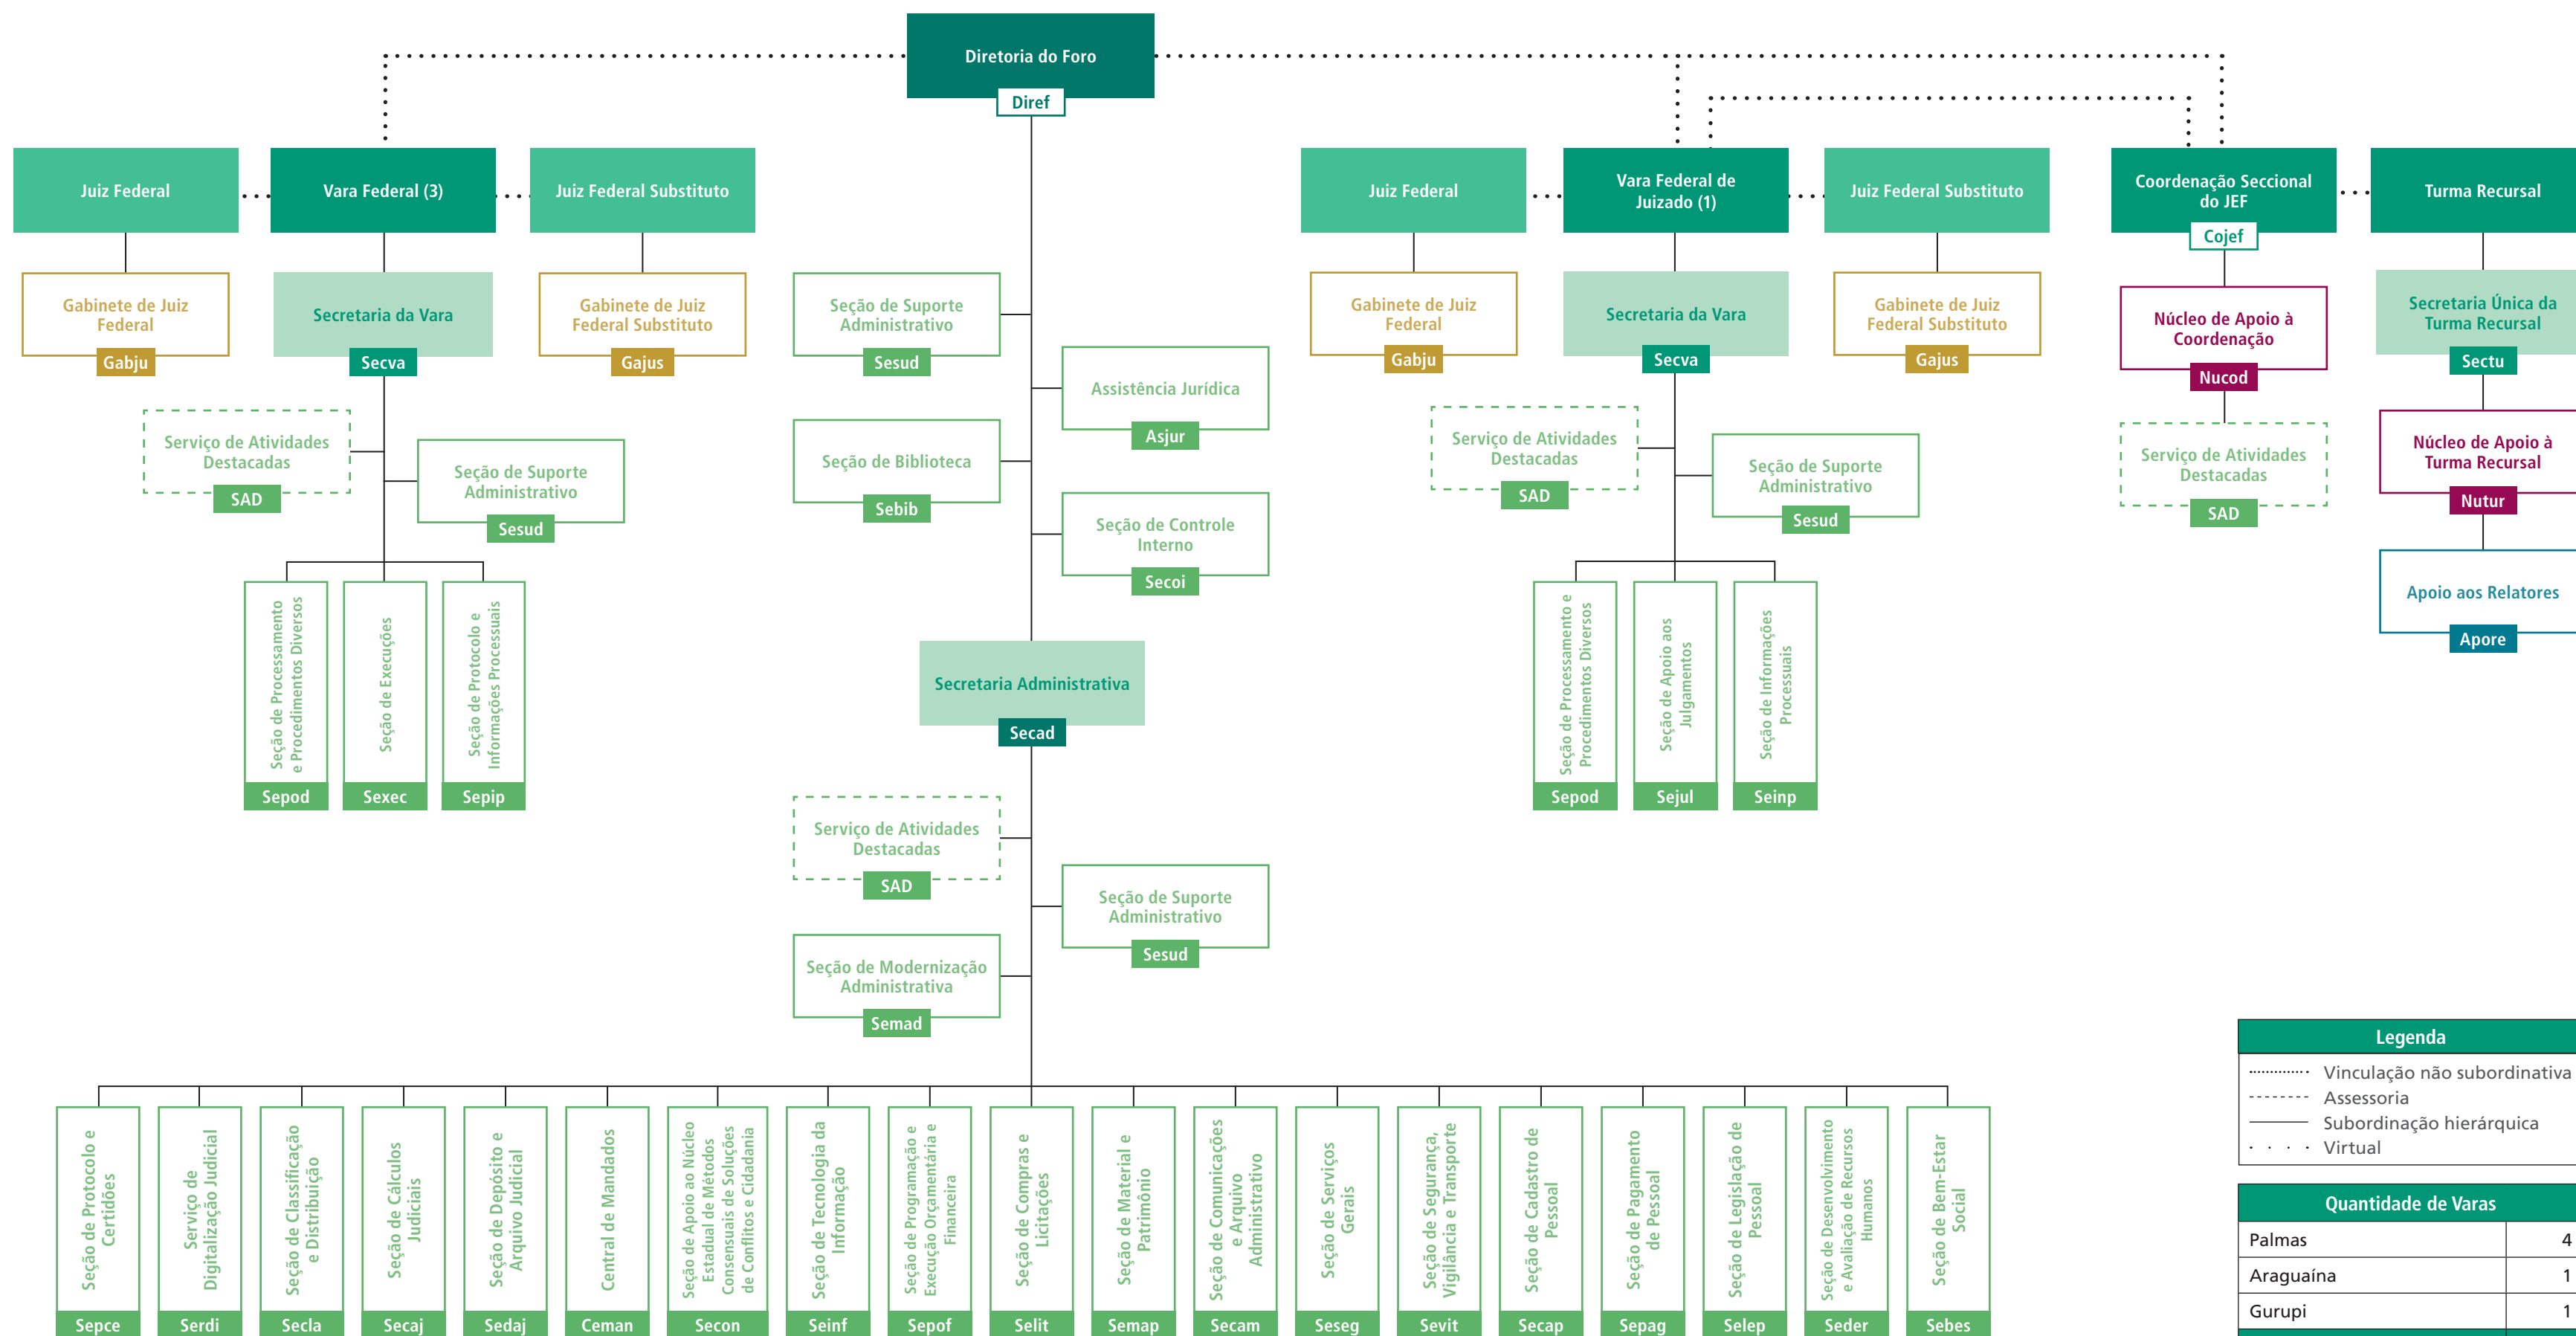 Diretoria do Foro
Diref
Juiz Federal
Vara Federal (3)
Juiz Federal Substituto
Gabinete de Juiz
Federal
Gabju
Secretaria da Vara
Secva
Gabinete de Juiz
Federal Substituto
Gajus
Serviço de Atividades
Destacadas
SAD
Seção de Suporte
Administrativo
Sesud
Seção de Processamento
e Procedimentos Diversos
Sepod
Seção de Execuções
Sexec
Seção de Protocolo e
Informações Processuais
Sepip
Seção de Suporte
Administrativo
Sesud
Assistência Jurídica
Asjur
Seção de Biblioteca
Sebib
Seção de Controle
Interno
Secoi
Secretaria Administrativa
Secad
Serviço de Atividades
Destacadas
SAD
Seção de Suporte
Administrativo
Sesud
Seção de Modernização
Administrativa
Semad
Juiz Federal
Vara Federal de
Juizado (1)
Juiz Federal Substituto
Gabinete de Juiz
Federal
Gabju
Secretaria da Vara
Secva
Gabinete de Juiz
Federal Substituto
Gajus
Serviço de Atividades
Destacadas
SAD
Seção de Suporte
Administrativo
Sesud
Seção de Processamento e
Procedimentos Diversos
Sepod
Seção de Apoio aos
Julgamentos
Sejul
Seção de Informações
Processuais
Seinp
Coordenação Seccional
do JEF
Cojef
Núcleo de Apoio à
Coordenação
Nucod
Serviço de Atividades
Destacadas
SAD
Turma Recursal
Secretaria Única da
Turma Recursal
Sectu
Núcleo de Apoio à
Turma Recursal
Nutur
Apoio aos Relatores
Apore
Seção de Protocolo e
Certidões
Sepce
Serviço de
Digitalização Judicial
Serdi
Seção de Classificação
e Distribuição
Secla
Seção de Cálculos
Judiciais
Secaj
Seção de Depósito e
Arquivo Judicial
Sedaj
Central de Mandados
Ceman
Seção de Apoio ao Núcleo
Estadual de Métodos
Consensuais de Soluções
de Conflitos e Cidadania
Secon
Seção de Tecnologia da
Informação
Seinf
Seção de Programação e
Execução Orçamentária e
Financeira
Sepof
Seção de Compras e
Licitações
Selit
Seção de Material e
Patrimônio
Semap
Seção de Comunicações
e Arquivo
Administrativo
Secam
Seção de Serviços
Gerais
Seseg
Seção de Segurança,
Vigilância e Transporte
Sevit
Seção de Cadastro de
Pessoal
Secap
Seção de Pagamento
de Pessoal
Sepag
Seção de Legislação de
Pessoal
Selep
Seção de Desenvolvimento
e Avaliação de Recursos
Humanos
Seder
Seção de Bem-Estar
Social
Sebes
Legenda
Vinculação não subordinativa
Assessoria
Subordinação hierárquica
Virtual
Quantidade de Varas
Palmas 4
Araguaína 1
Gurupi 1